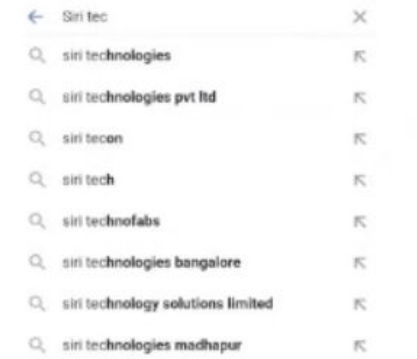 Siri tec
siri technologies
siri technologies pvt ltd
siri tecon
siri tech
siri technofabs
siri technologies bangalore
siri technology solutions limited
siri technologies madhapur